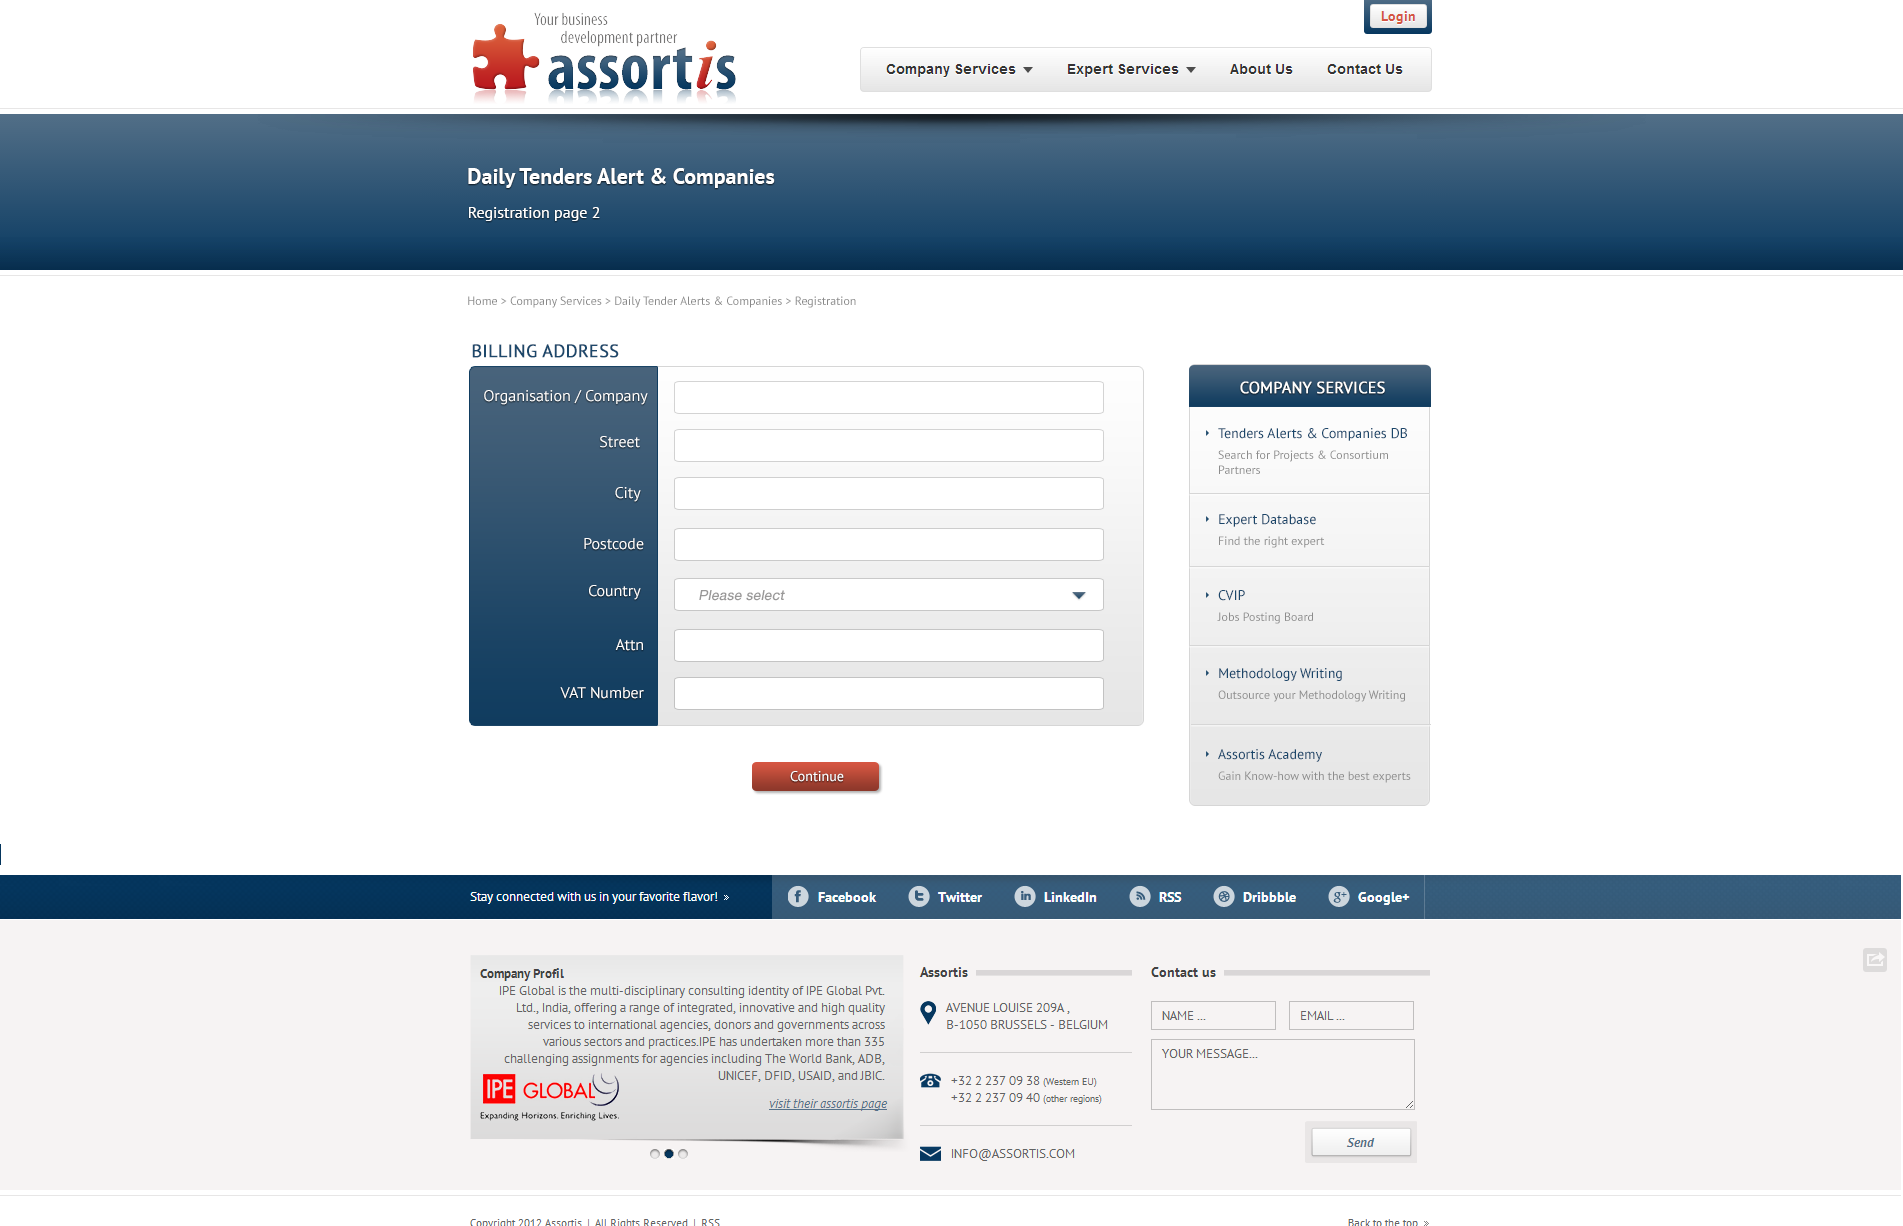 Your business
development partner
assortis
Login
Company Services
Expert Services
About Us
Contact Us
Daily Tenders Alert & Companies
Registration page 2
Home > Company Services > Daily Tender Alerts & Companies > Registration
BILLING ADDRESS
Organisation / Company
Street
City
Postcode
Country
Please select
Attn
VAT Number
Continue
COMPANY SERVICES
Tenders Alerts & Companies DB
Search for Projects & Consortium
Partners
Expert Database
Find the right expert
CVIP
Jobs Posting Board
Methodology Writing
Outsource your Methodology Writing
Assortis Academy
Gain Know-how with the best experts
Stay connected with us in your favorite flavor! »
Facebook
Twitter
LinkedIn
RSS
Dribbble
Google+
Company Profil
IPE Global is the multi-disciplinary consulting identity of IPE Global Pvt.
Ltd., India, offering a range of integrated, innovative and high quality
services to international agencies, donors and governments across
various sectors and practices.IPE has undertaken more than 335
challenging assignments for agencies including The World Bank, ADB,
UNICEF, DFID, USAID, and JBIC.
IPE GLOBAL
Expanding Horizons. Enriching Lives.
visit their assortis page
Assortis
AVENUE LOUISE 209A ,
B-1050 BRUSSELS - BELGIUM
+32 2 237 09 38 (Western EU)
+32 2 237 09 40 (other regions)
INFO@ASSORTIS.COM
Contact us
NAME ...
EMAIL ...
YOUR MESSAGE...
Send
Copyright 2012 Assortis | All Rights Reserved | RSS
Back to the top »